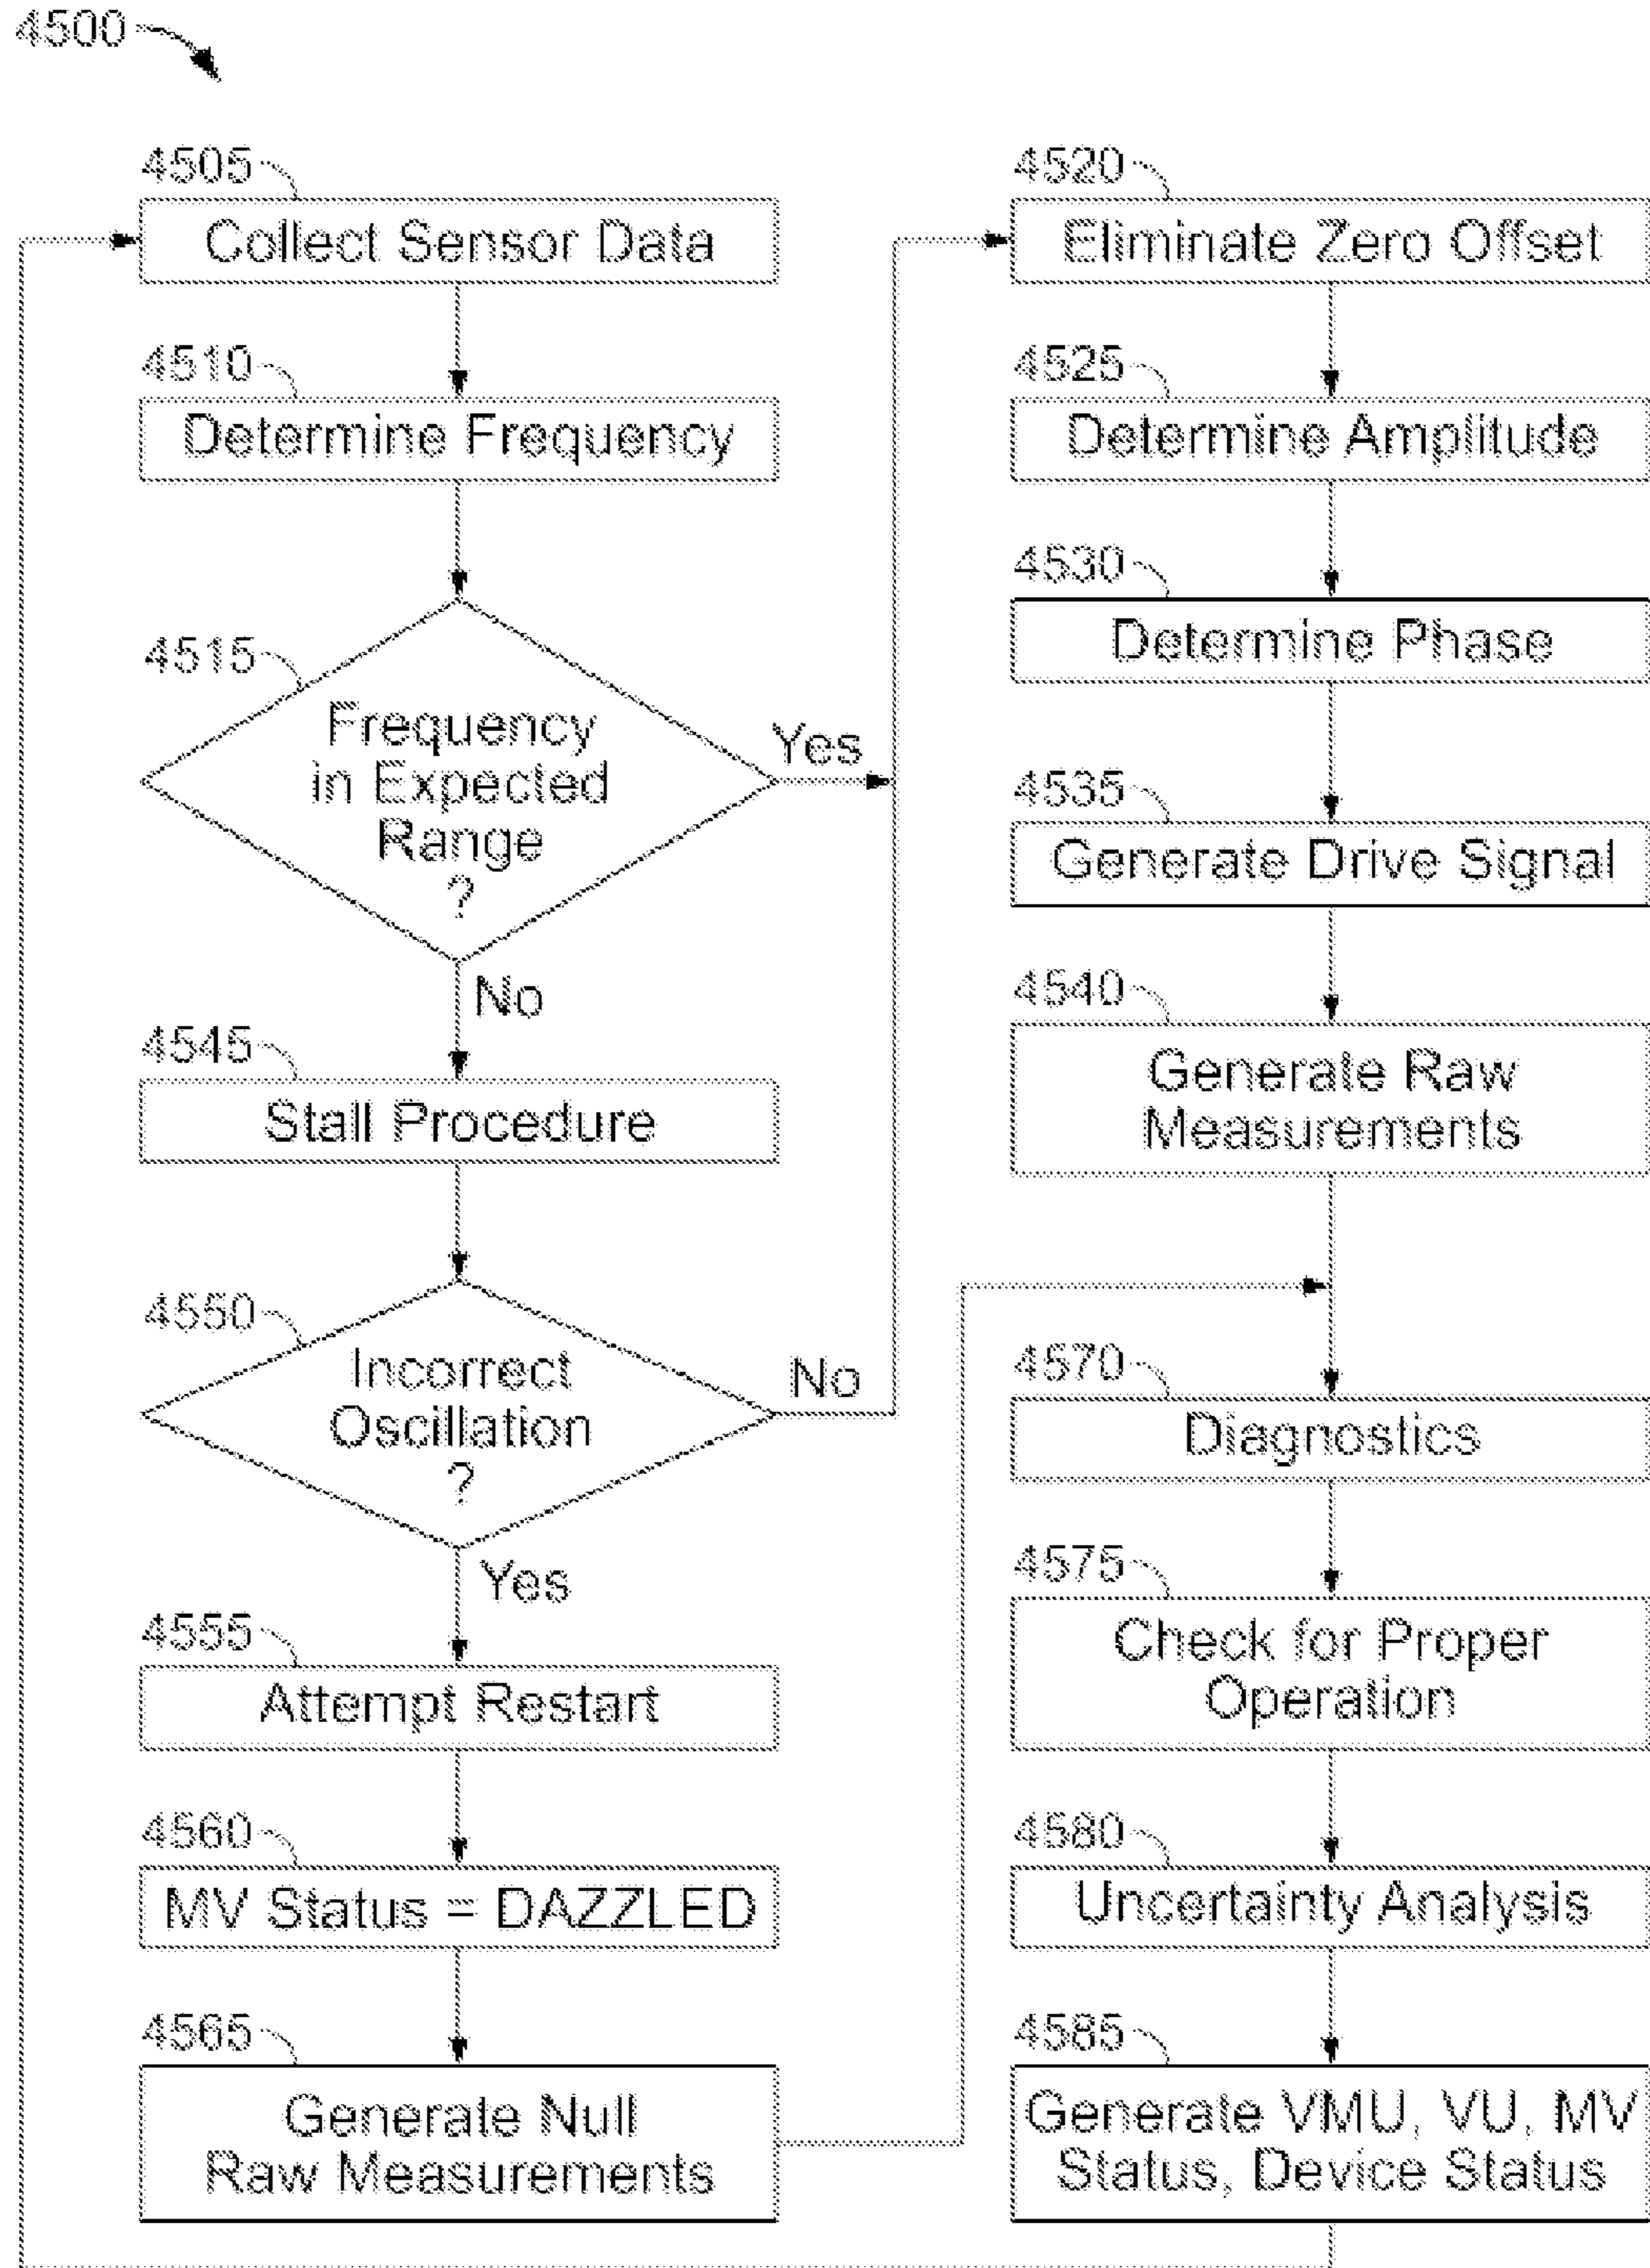 4500
4505
Collect Sensor Data
4510
Determine Frequency
4515
Frequency
in Expected
Range
?
Yes
No
4545
Stall Procedure
4550
Incorrect
Oscillation
?
No
Yes
4555
Attempt Restart
4560
MV Status = DAZZLED
4565
Generate Null
Raw Measurements
4520
Eliminate Zero Offset
4525
Determine Amplitude
4530
Determine Phase
4535
Generate Drive Signal
4540
Generate Raw
Measurements
4570
Diagnostics
4575
Check for Proper
Operation
4580
Uncertainty Analysis
4585
Generate VMU, VU, MV
Status, Device Status